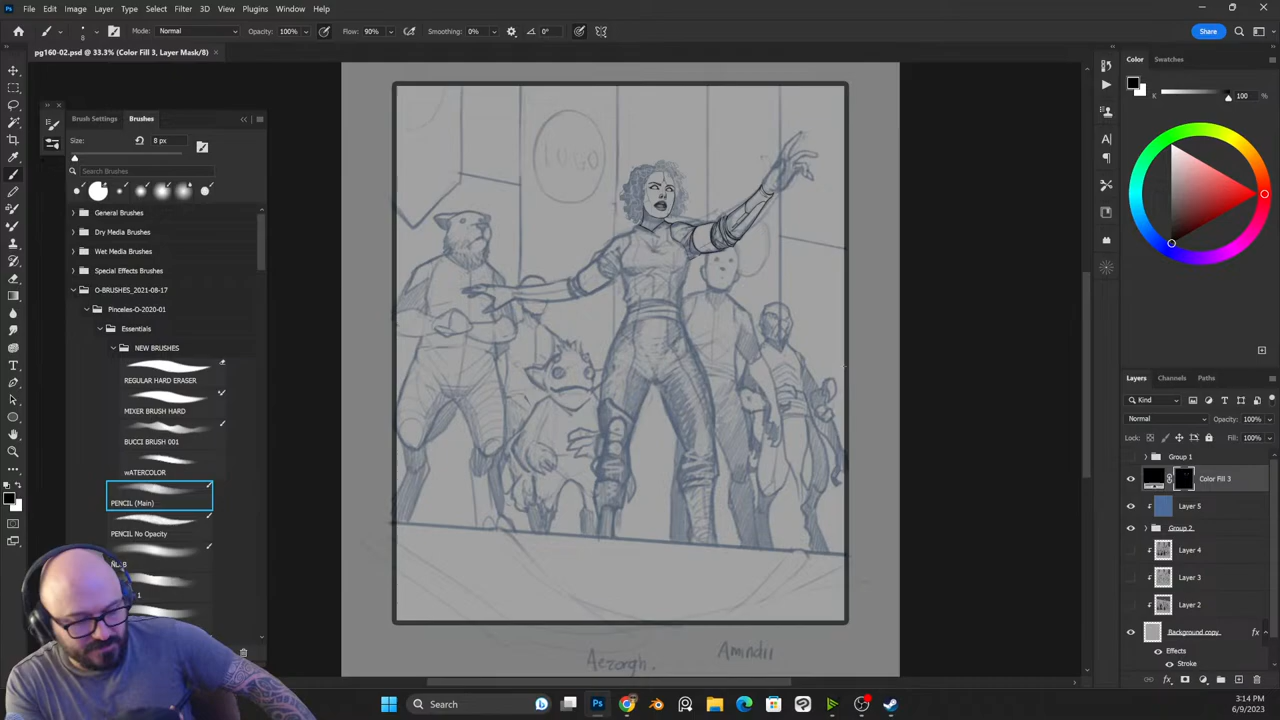 File Edit Image Layer Type Select Filter 3D View Plugins Window Help
8 Mode: Normal Opacity: 100% Flow: 90% Smoothing: 0% 0° Share
pg160-02.psd @ 33.3% (Color Fill 3, Layer Mask/8)
Brush Settings Brushes
Size: 8 px
Search Brushes
General Brushes
Dry Media Brushes
Wet Media Brushes
Special Effects Brushes
O-BRUSHES_2021-08-17
Pinceles-O-2020-01
Essentials
NEW BRUSHES
REGULAR HARD ERASER
MIXER BRUSH HARD
BUCCI BRUSH 001
wATERCOLOR
PENCIL (Main)
PENCIL No Opacity
LOGO
Aezorgh.
Amindii
Color Swatches
K 100 %
Layers Channels Paths
Kind
Normal Opacity: 100%
Lock: Fill: 100%
Group 1
Color Fill 3
Layer 5
Group 2
Layer 4
Layer 3
Layer 2
Background copy fx
Effects
Stroke
Search
3:14 PM
6/9/2023